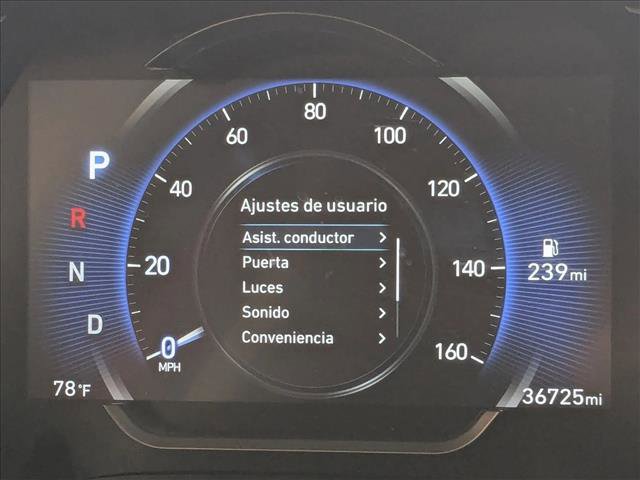 80
60
100
P
40
120
Ajustes de usuario
R
Asist. conductor >
Puerta >
N
20
140
239mi
Luces >
Sonido >
D
Conveniencia >
0
160
MPH
78°F
36725mi